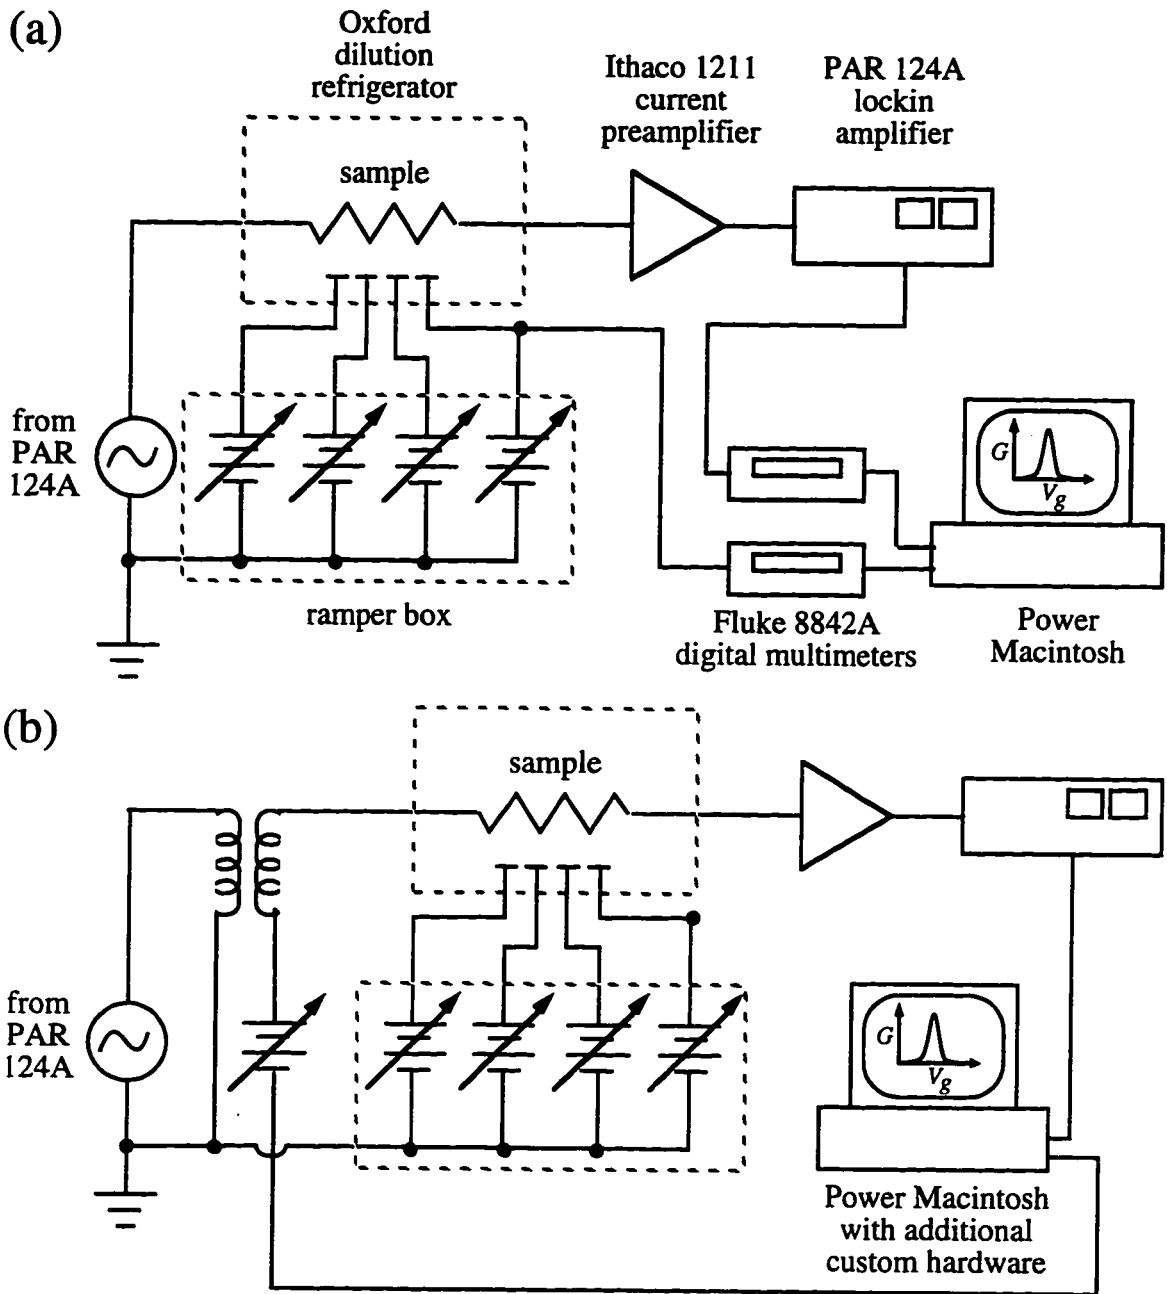 (a)
Oxford
dilution
refrigerator
Ithaco 1211
current
preamplifier
PAR 124A
lockin
amplifier
sample
from
PAR
124A
G
Vg
ramper box
Fluke 8842A
digital multimeters
Power
Macintosh
(b)
sample
from
PAR
124A
G
Vg
Power Macintosh
with additional
custom hardware